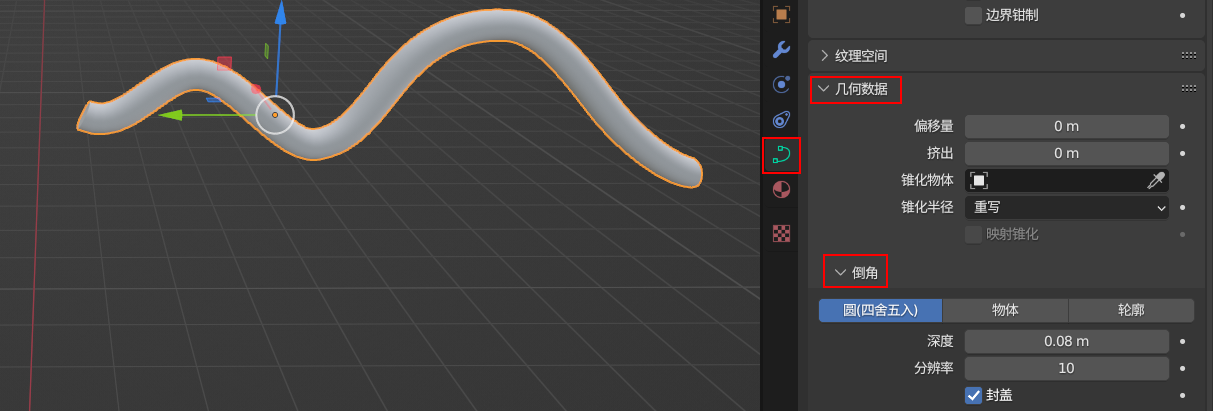 边界钳制
纹理空间
几何数据
偏移量 0 m
挤出 0 m
锥化物体
锥化半径 重写
映射锥化
倒角
圆(四舍五入) 物体 轮廓
深度 0.08 m
分辨率 10
封盖